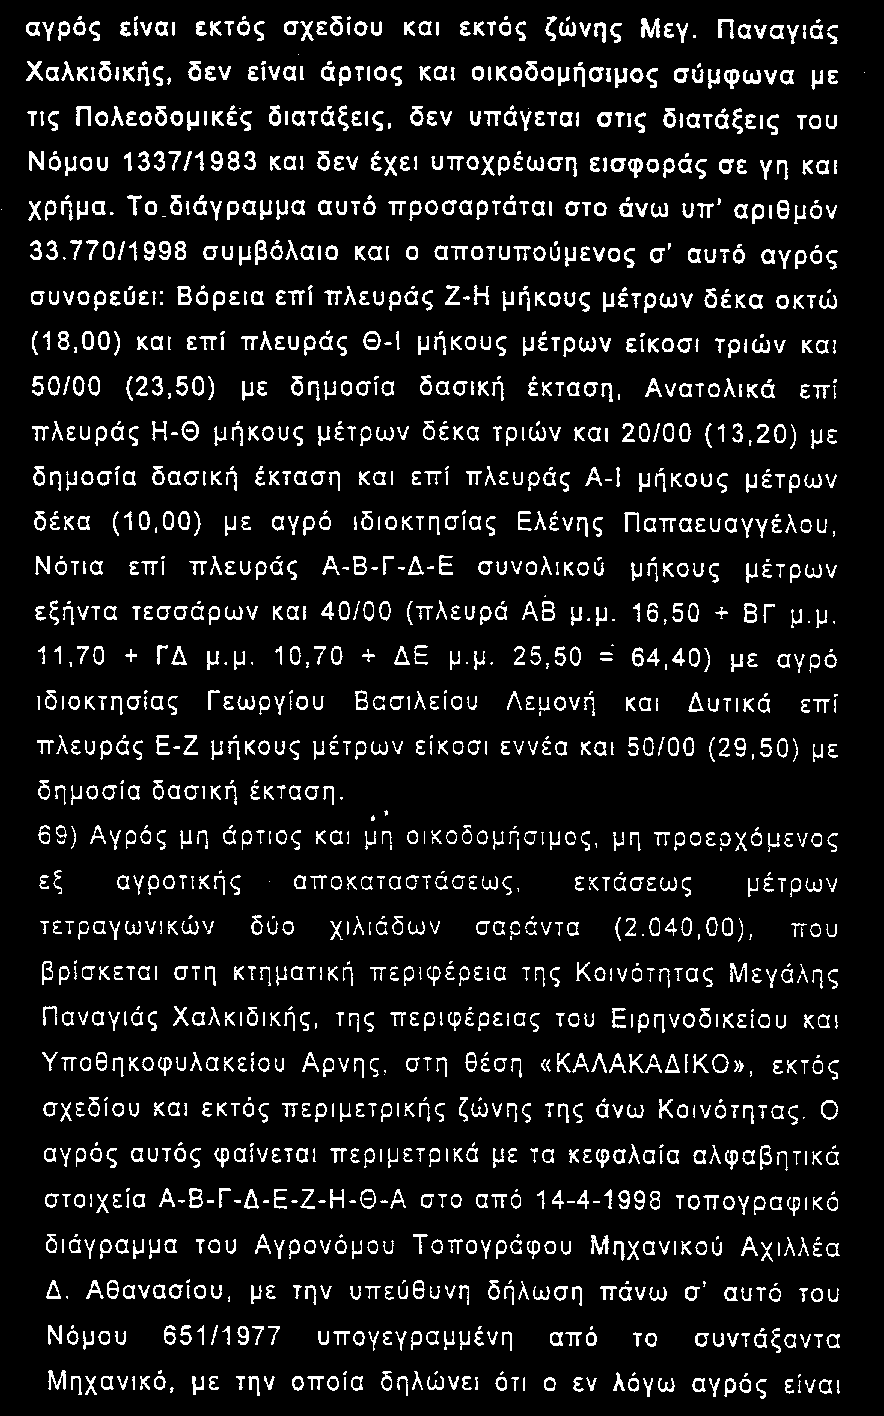 αγρός είναι εκτός σχεδίου και εκτός ζώνης Μεγ. Παναγιάς
Χαλκιδικής, δεν είναι άρτιος και οικοδομήσιμος σύμφωνα με
τις Πολεοδομικές διατάξεις, δεν υπάγεται στις διατάξεις του
Νόμου 1337/1983 και δεν έχει υποχρέωση εισφοράς σε γη και
χρήμα. Το διάγραμμα αυτό προσαρτάται στο άνω υπ' αριθμόν
33.770/1998 συμβόλαιο και ο αποτυπούμενος σ' αυτό αγρός
συνορεύει: Βόρεια επί πλευράς Ζ-Η μήκους μέτρων δέκα οκτώ
(18,00) και επί πλευράς Θ-Ι μήκους μέτρων είκοσι τριών και
50/00 (23,50) με δημοσία δασική έκταση, Ανατολικά επί
πλευράς Η-Θ μήκους μέτρων δέκα τριών και 20/00 (13,20) με
δημοσία δασική έκταση και επί πλευράς Α-Ι μήκους μέτρων
δέκα (10,00) με αγρό ιδιοκτησίας Ελένης Παπαευαγγέλου,
Νότια επί πλευράς Α-Β-Γ-Δ-Ε συνολικού μήκους μέτρων
εξήντα τεσσάρων και 40/00 (πλευρά ΑΒ μ.μ. 16,50 + ΒΓ μ.μ.
11,70 + ΓΔ μ.μ. 10,70 + ΔΕ μ.μ. 25,50 = 64,40) με αγρό
ιδιοκτησίας Γεωργίου Βασιλείου Λεμονή και Δυτικά επί
πλευράς Ε-Ζ μήκους μέτρων είκοσι εννέα και 50/00 (29,50) με
δημοσία δασική έκταση.
69) Αγρός μη άρτιος και μη οικοδομήσιμος, μη προερχόμενος
εξ αγροτικής αποκαταστάσεως, εκτάσεως μέτρων
τετραγωνικών δύο χιλιάδων σαράντα (2.040,00), που
βρίσκεται στη κτηματική περιφέρεια της Κοινότητας Μεγάλης
Παναγιάς Χαλκιδικής, της περιφέρειας του Ειρηνοδικείου και
Υποθηκοφυλακείου Αρνης, στη θέση «ΚΑΛΑΚΑΔΙΚΟ», εκτός
σχεδίου και εκτός περιμετρικής ζώνης της άνω Κοινότητας. Ο
αγρός αυτός φαίνεται περιμετρικά με τα κεφαλαία αλφαβητικά
στοιχεία Α-Β-Γ-Δ-Ε-Ζ-Η-Θ-Α στο από 14-4-1998 τοπογραφικό
διάγραμμα του Αγρονόμου Τοπογράφου Μηχανικού Αχιλλέα
Δ. Αθανασίου, με την υπεύθυνη δήλωση πάνω σ' αυτό του
Νόμου 651/1977 υπογεγραμμένη από το συντάξαντα
Μηχανικό, με την οποία δηλώνει ότι ο εν λόγω αγρός είναι